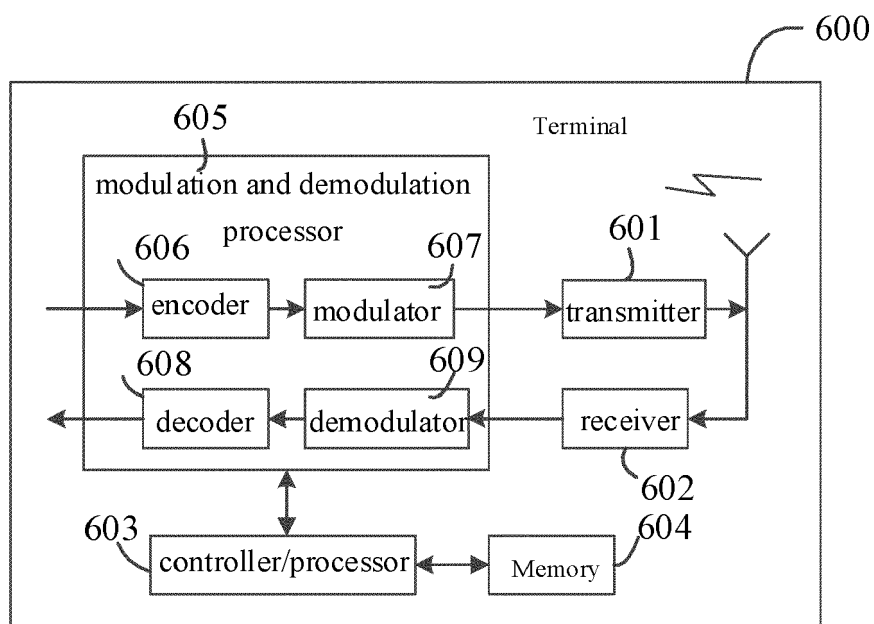 600
605
Terminal
modulation and demodulation
processor
606
607
601
encoder
modulator
transmitter
608
609
decoder
demodulator
receiver
602
603
604
controller/processor
Memory